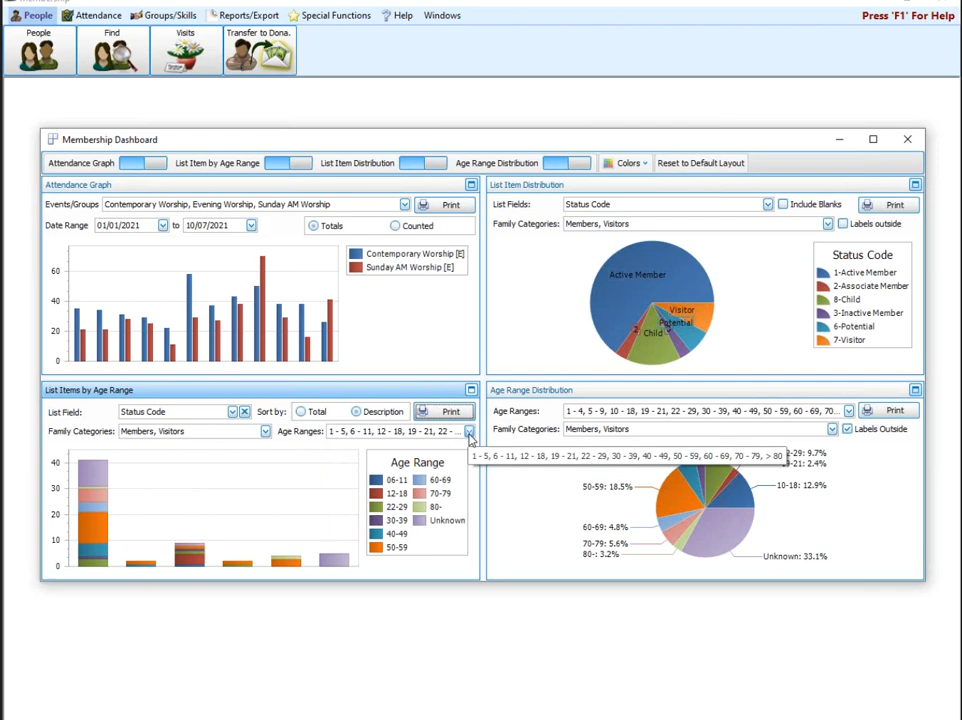 People Attendance Groups/Skills Reports/Export Special Functions Help Windows Press 'F1' For Help
People Find Visits Transfer to Dona.
Membership Dashboard
Attendance Graph List Item by Age Range List Item Distribution Age Range Distribution Colors Reset to Default Layout
Attendance Graph
Events/Groups Contemporary Worship, Evening Worship, Sunday AM Worship Print
Date Range 01/01/2021 to 10/07/2021 Totals Counted
60
40
20
0
Contemporary Worship [E]
Sunday AM Worship [E]
List Item Distribution
List Fields: Status Code Include Blanks Print
Family Categories: Members, Visitors Labels outside
Active Member
Visitor
Potential
Child
2
Status Code
1-Active Member
2-Associate Member
8-Child
3-Inactive Member
6-Potential
7-Visitor
List Items by Age Range
List Field: Status Code Sort by: Total Description Print
Family Categories: Members, Visitors Age Ranges: 1 - 5, 6 - 11, 12 - 18, 19 - 21, 22 - ...
1 - 5, 6 - 11, 12 - 18, 19 - 21, 22 - 29, 30 - 39, 40 - 49, 50 - 59, 60 - 69, 70 - 79, > 80
40
30
20
10
0
Age Range
06-11 60-69
12-18 70-79
22-29 80-
30-39 Unknown
40-49
50-59
Age Range Distribution
Age Ranges: 1 - 4, 5 - 9, 10 - 18, 19 - 21, 22 - 29, 30 - 39, 40 - 49, 50 - 59, 60 - 69, 70... Print
Family Categories: Members, Visitors Labels Outside
2-29: 9.7%
-21: 2.4%
10-18: 12.9%
50-59: 18.5%
60-69: 4.8%
70-79: 5.6%
80-: 3.2%
Unknown: 33.1%